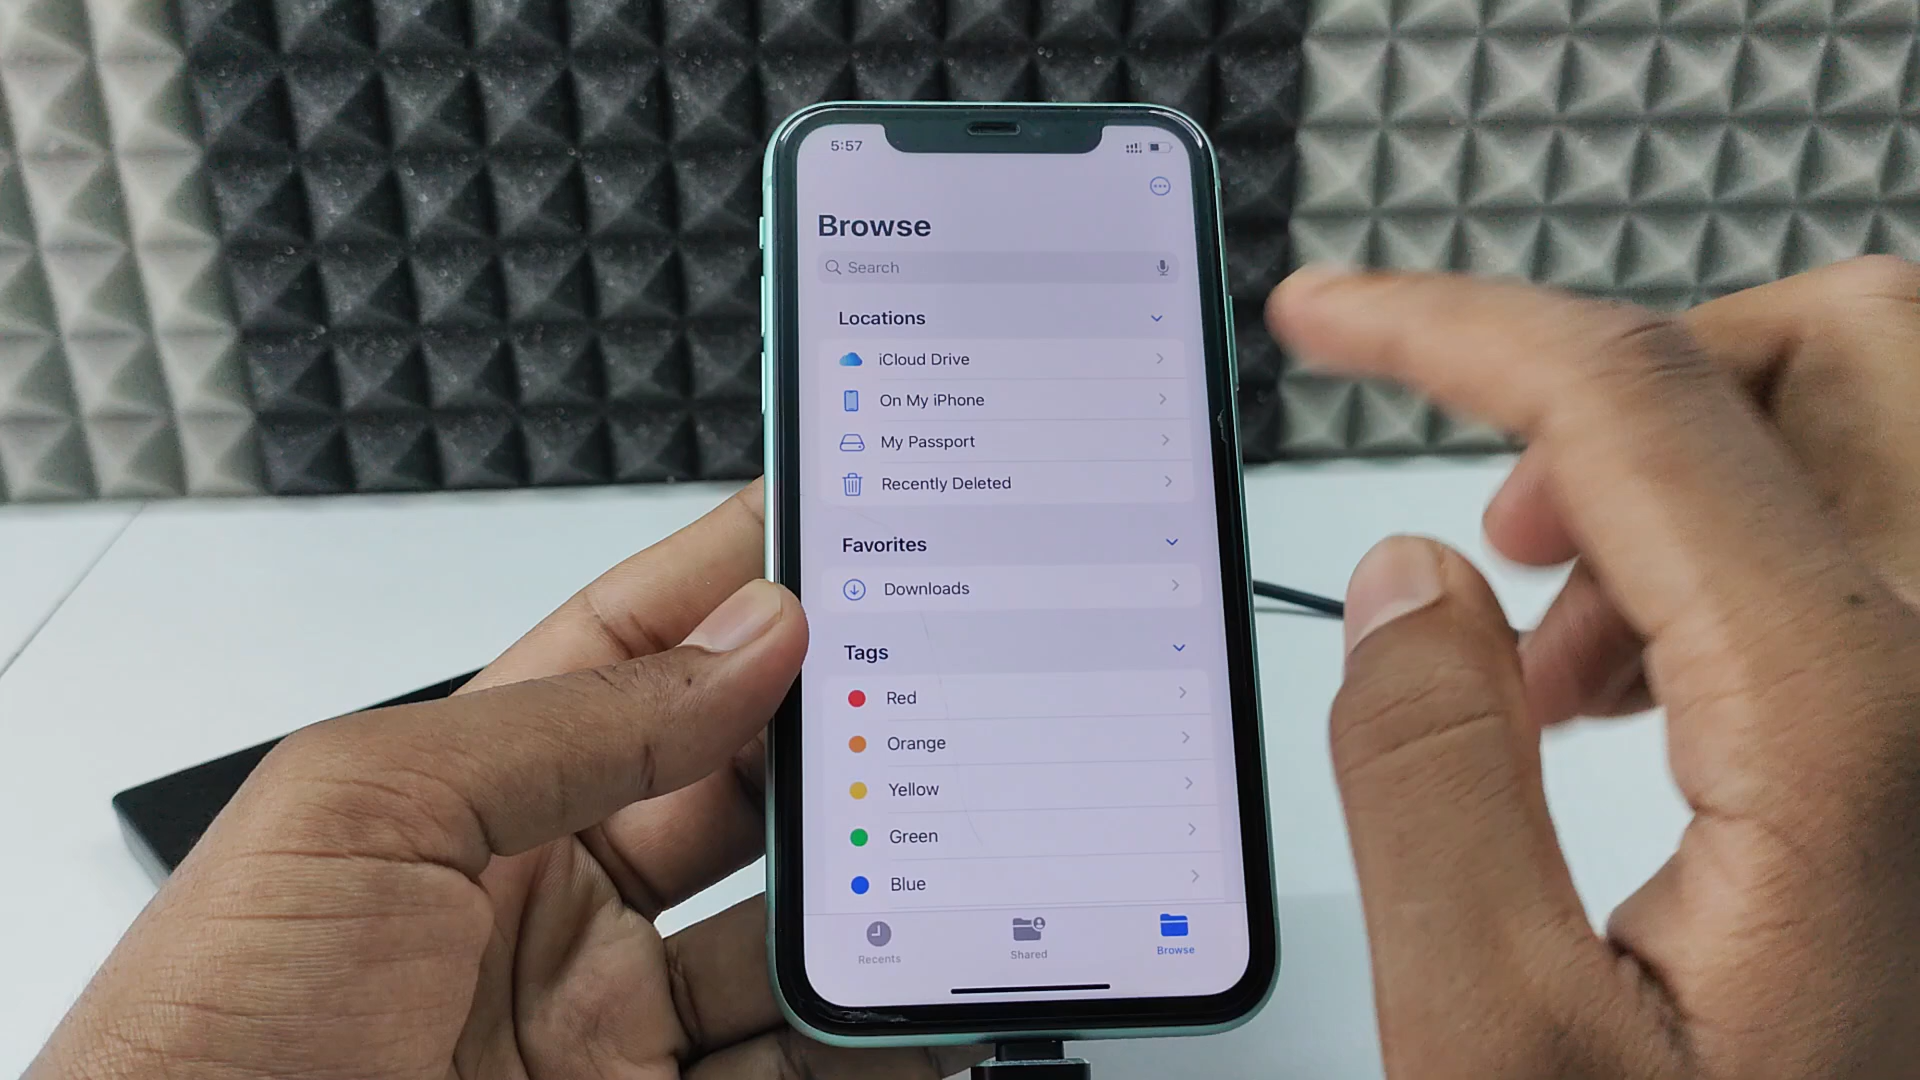 5:57
Browse
Search
Locations
iCloud Drive
On My iPhone
My Passport
Recently Deleted
Favorites
Downloads
Tags
Red
Orange
Yellow
Green
Blue
Recents
Shared
Browse